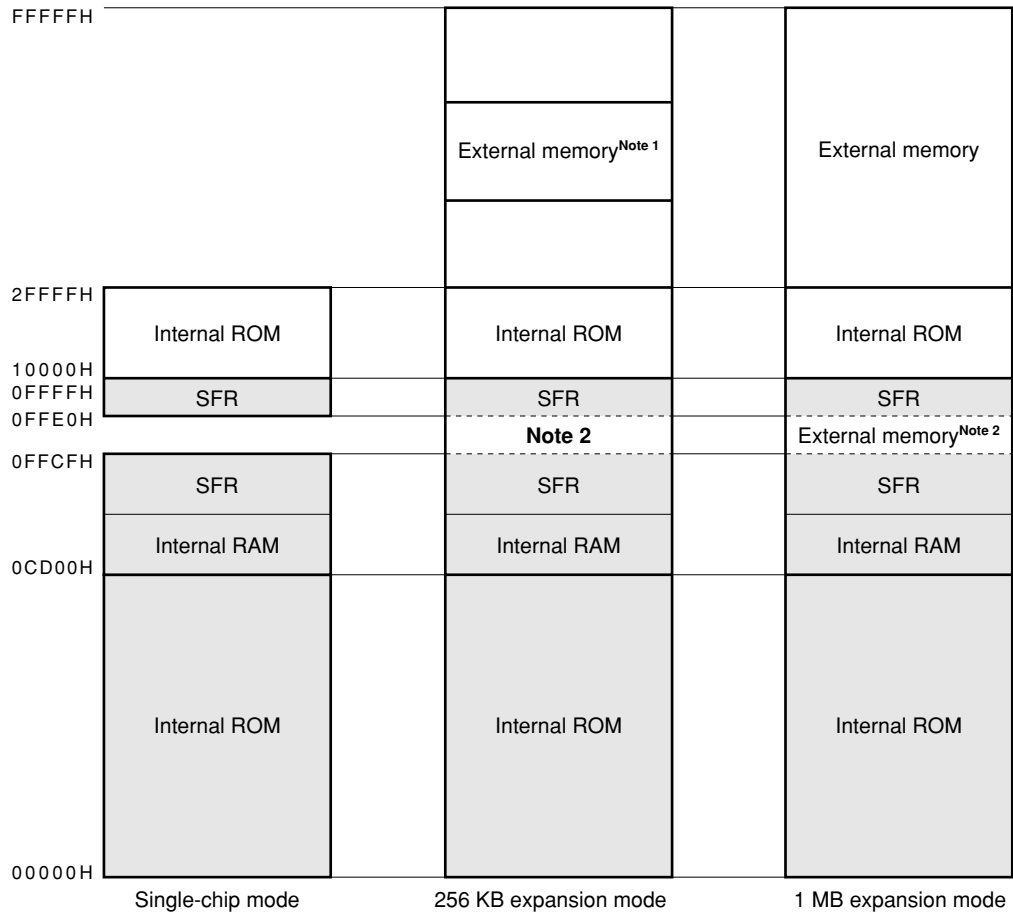 FFFFFH
External memoryNote 1
External memory
2FFFFH
Internal ROM
Internal ROM
Internal ROM
10000H
0FFFFH
SFR
SFR
SFR
0FFE0H
Note 2
External memoryNote 2
0FFCFH
SFR
SFR
SFR
Internal RAM
Internal RAM
Internal RAM
0CD00H
Internal ROM
Internal ROM
Internal ROM
00000H
Single-chip mode
256 KB expansion mode
1 MB expansion mode